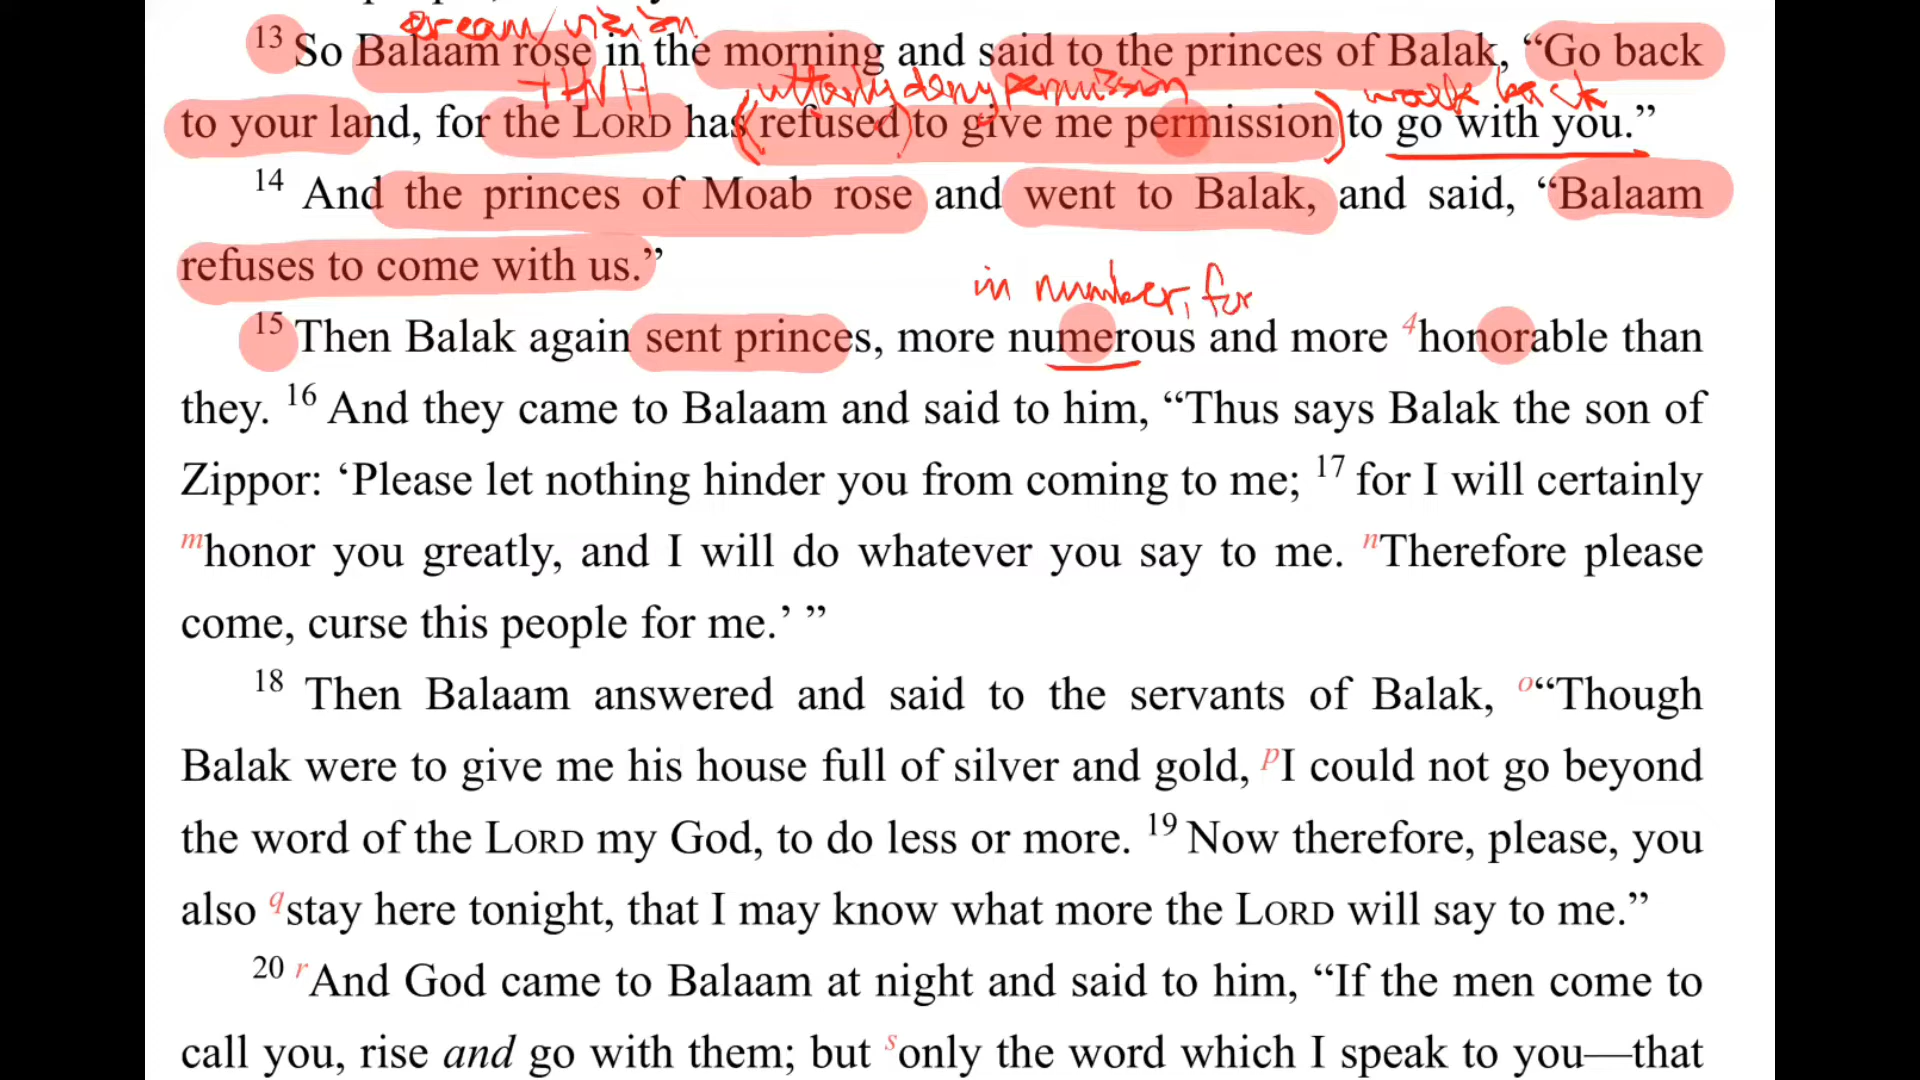 dream/vision
13 So Balaam rose in the morning and said to the princes of Balak, “Go back
YHVH (utterly deny permission walk back
to your land, for the LORD has (refused) to give me permission) to go with you.”
14 And the princes of Moab rose and went to Balak, and said, “Balaam
refuses to come with us.”
in number, for
15 Then Balak again sent princes, more numerous and more 4honorable than
they. 16 And they came to Balaam and said to him, “Thus says Balak the son of
Zippor: ‘Please let nothing hinder you from coming to me; 17 for I will certainly
mhonor you greatly, and I will do whatever you say to me. nTherefore please
come, curse this people for me.’ ”
18 Then Balaam answered and said to the servants of Balak, o“Though
Balak were to give me his house full of silver and gold, pI could not go beyond
the word of the LORD my God, to do less or more. 19 Now therefore, please, you
also qstay here tonight, that I may know what more the LORD will say to me.”
20 rAnd God came to Balaam at night and said to him, “If the men come to
call you, rise and go with them; but sonly the word which I speak to you—that